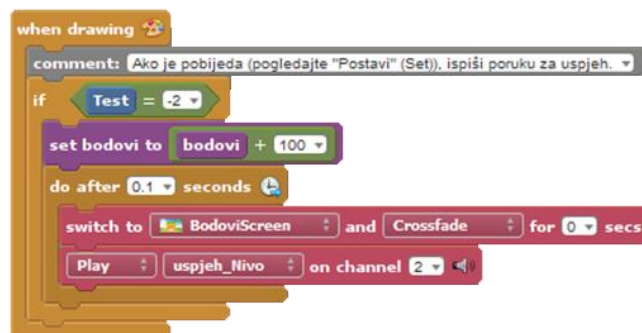 when drawing
comment: Ako je pobijeda (pogledajte "Postavi" (Set)), ispiši poruku za uspjeh.
if Test = -2
set bodovi to bodovi + 100
do after 0.1 seconds
switch to BodoviScreen and Crossfade for 0 secs
Play uspjeh_Nivo on channel 2